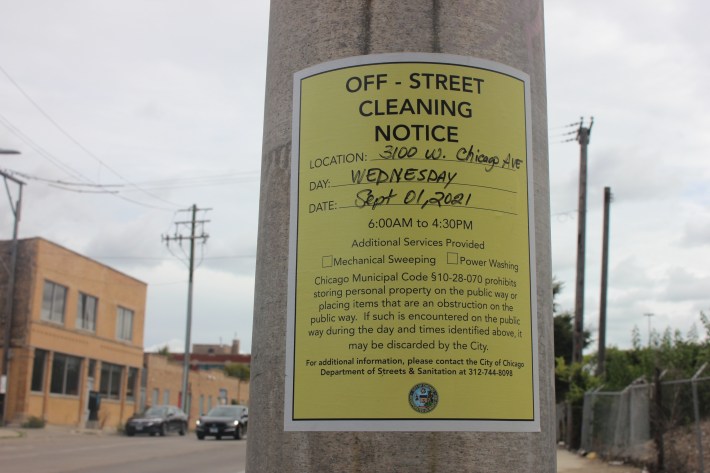 OFF - STREET
CLEANING
NOTICE
LOCATION: 3100 W. Chicago AVE
DAY: WEDNESDAY
DATE: Sept 01, 2021
6:00AM to 4:30PM
Additional Services Provided
Mechanical Sweeping Power Washing
Chicago Municipal Code §10-28-070 prohibits
storing personal property on the public way or
placing items that are an obstruction on the
public way. If such is encountered on the public
way during the day and times identified above, it
may be discarded by the City.
For additional information, please contact the City of Chicago
Department of Streets & Sanitation at 312-744-8098